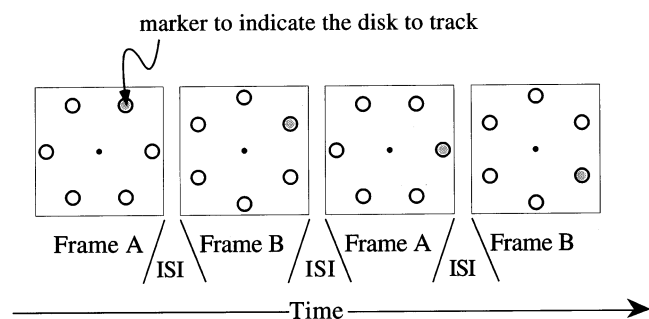 marker to indicate the disk to track
Frame A
ISI
Frame B
ISI
Frame A
ISI
Frame B
Time